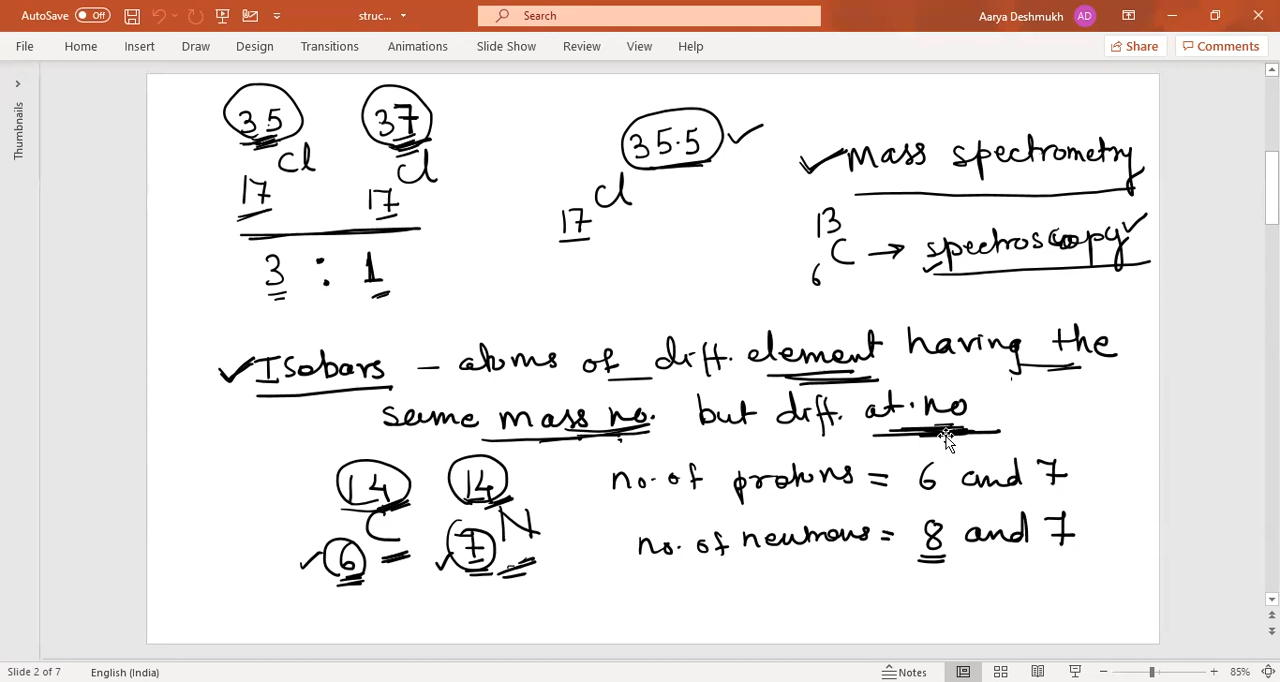 AutoSave Off struc... Search Aarya Deshmukh AD
File Home Insert Draw Design Transitions Animations Slide Show Review View Help Share Comments
Thumbnails
35 37
Cl Cl
17 17
3 : 1
35.5
Cl
17
Mass spectrometry
13
C → spectroscopy
6
Isobars – atoms of diff. element having the
same mass no. but diff. at. no
14 14
C N
6 7
no. of protons = 6 and 7
no. of neutrons = 8 and 7
Slide 2 of 7 English (India) Notes 85%